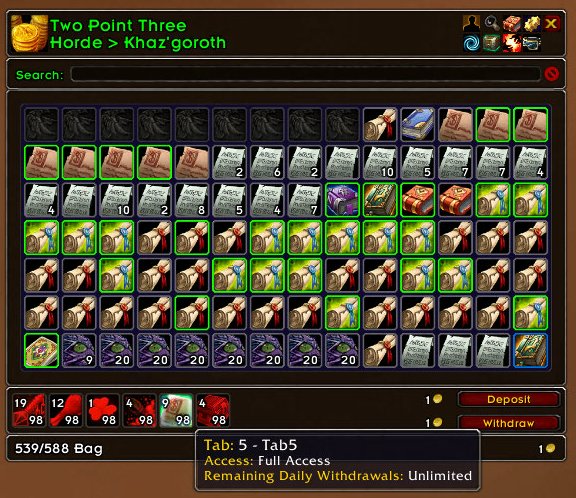 Two Point Three
Horde > Khaz'goroth
Search:
2 6 2 10 5 7 7 4
4 10 2 8 5 4 7
9 20 20 20 20 20 20 20
19 12 1 4 9 4
98 98 98 98 98 98
1 Deposit
1 Withdraw
539/588 Bag
1
Tab: 5 - Tab5
Access: Full Access
Remaining Daily Withdrawals: Unlimited